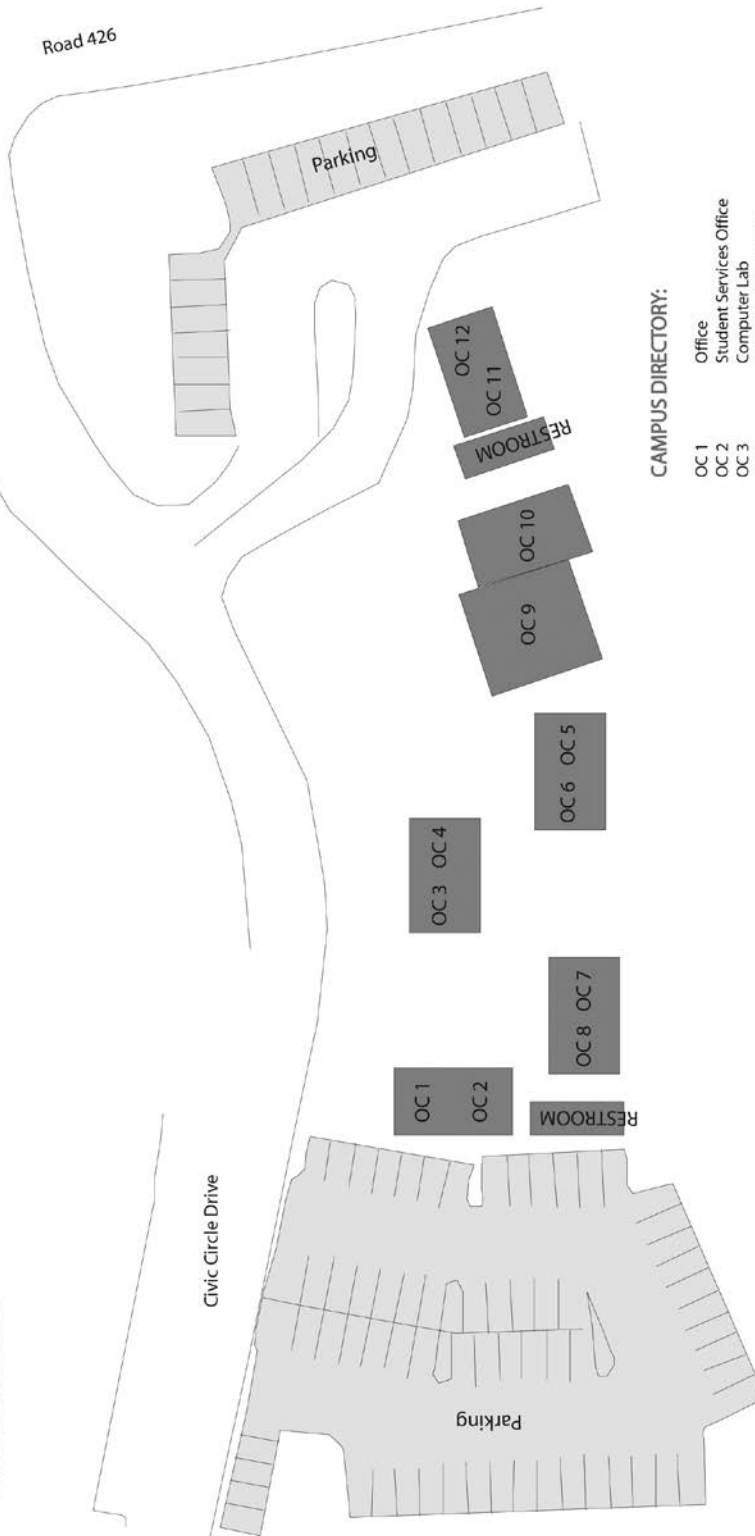 Road 426
Parking
Civic Circle Drive
Parking
OC 1
OC 2
RESTROOM
OC 8 OC 7
OC 3 OC 4
OC 6 OC 5
OC 9
OC 10
RESTROOM
OC 11
OC 12
CAMPUS DIRECTORY:
OC 1 Office
OC 2 Student Services Office
OC 3 Computer Lab